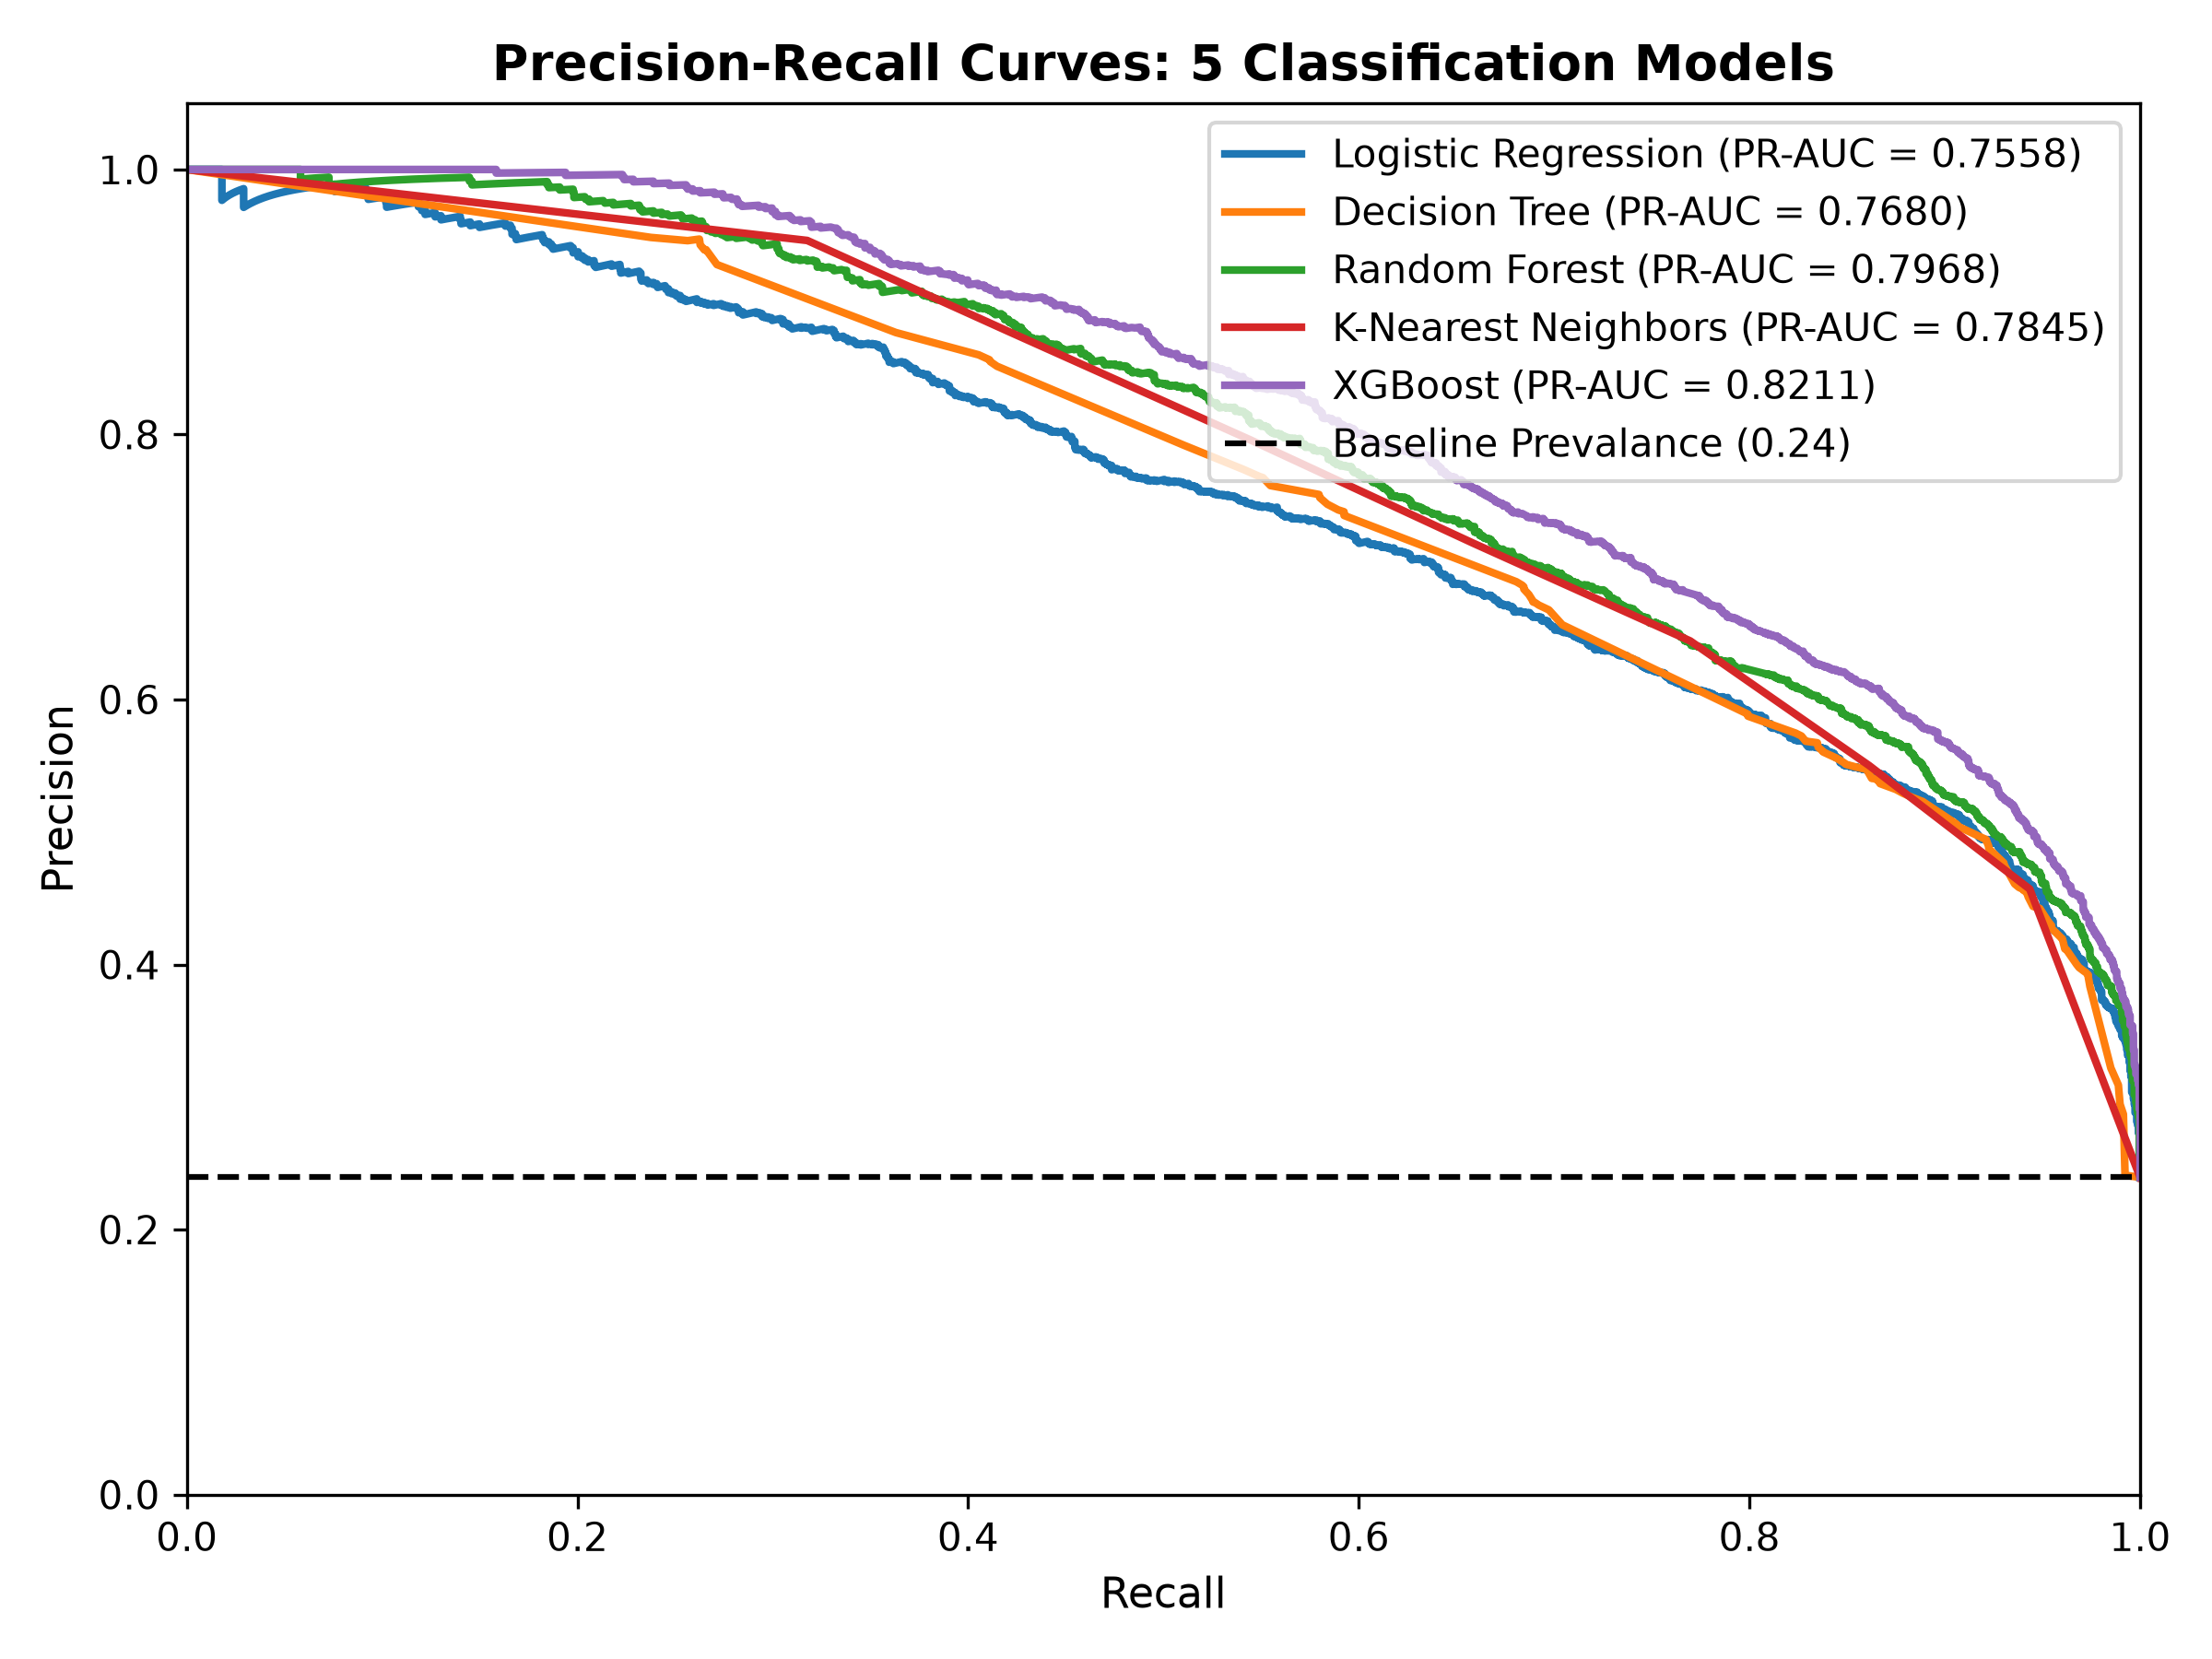 Precision-Recall Curves: 5 Classification Models
Logistic Regression (PR-AUC = 0.7558)
Decision Tree (PR-AUC = 0.7680)
Random Forest (PR-AUC = 0.7968)
K-Nearest Neighbors (PR-AUC = 0.7845)
XGBoost (PR-AUC = 0.8211)
Baseline Prevalance (0.24)
Precision
1.0
0.8
0.6
0.4
0.2
0.0
0.0 0.2 0.4 0.6 0.8 1.0
Recall